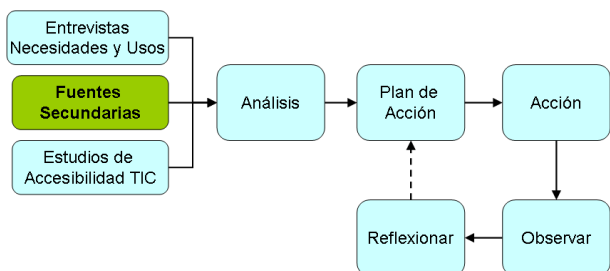 Entrevistas
Necesidades y Usos
Fuentes
Secundarias
Estudios de
Accesibilidad TIC
Análisis
Plan de
Acción
Acción
Reflexionar
Observar